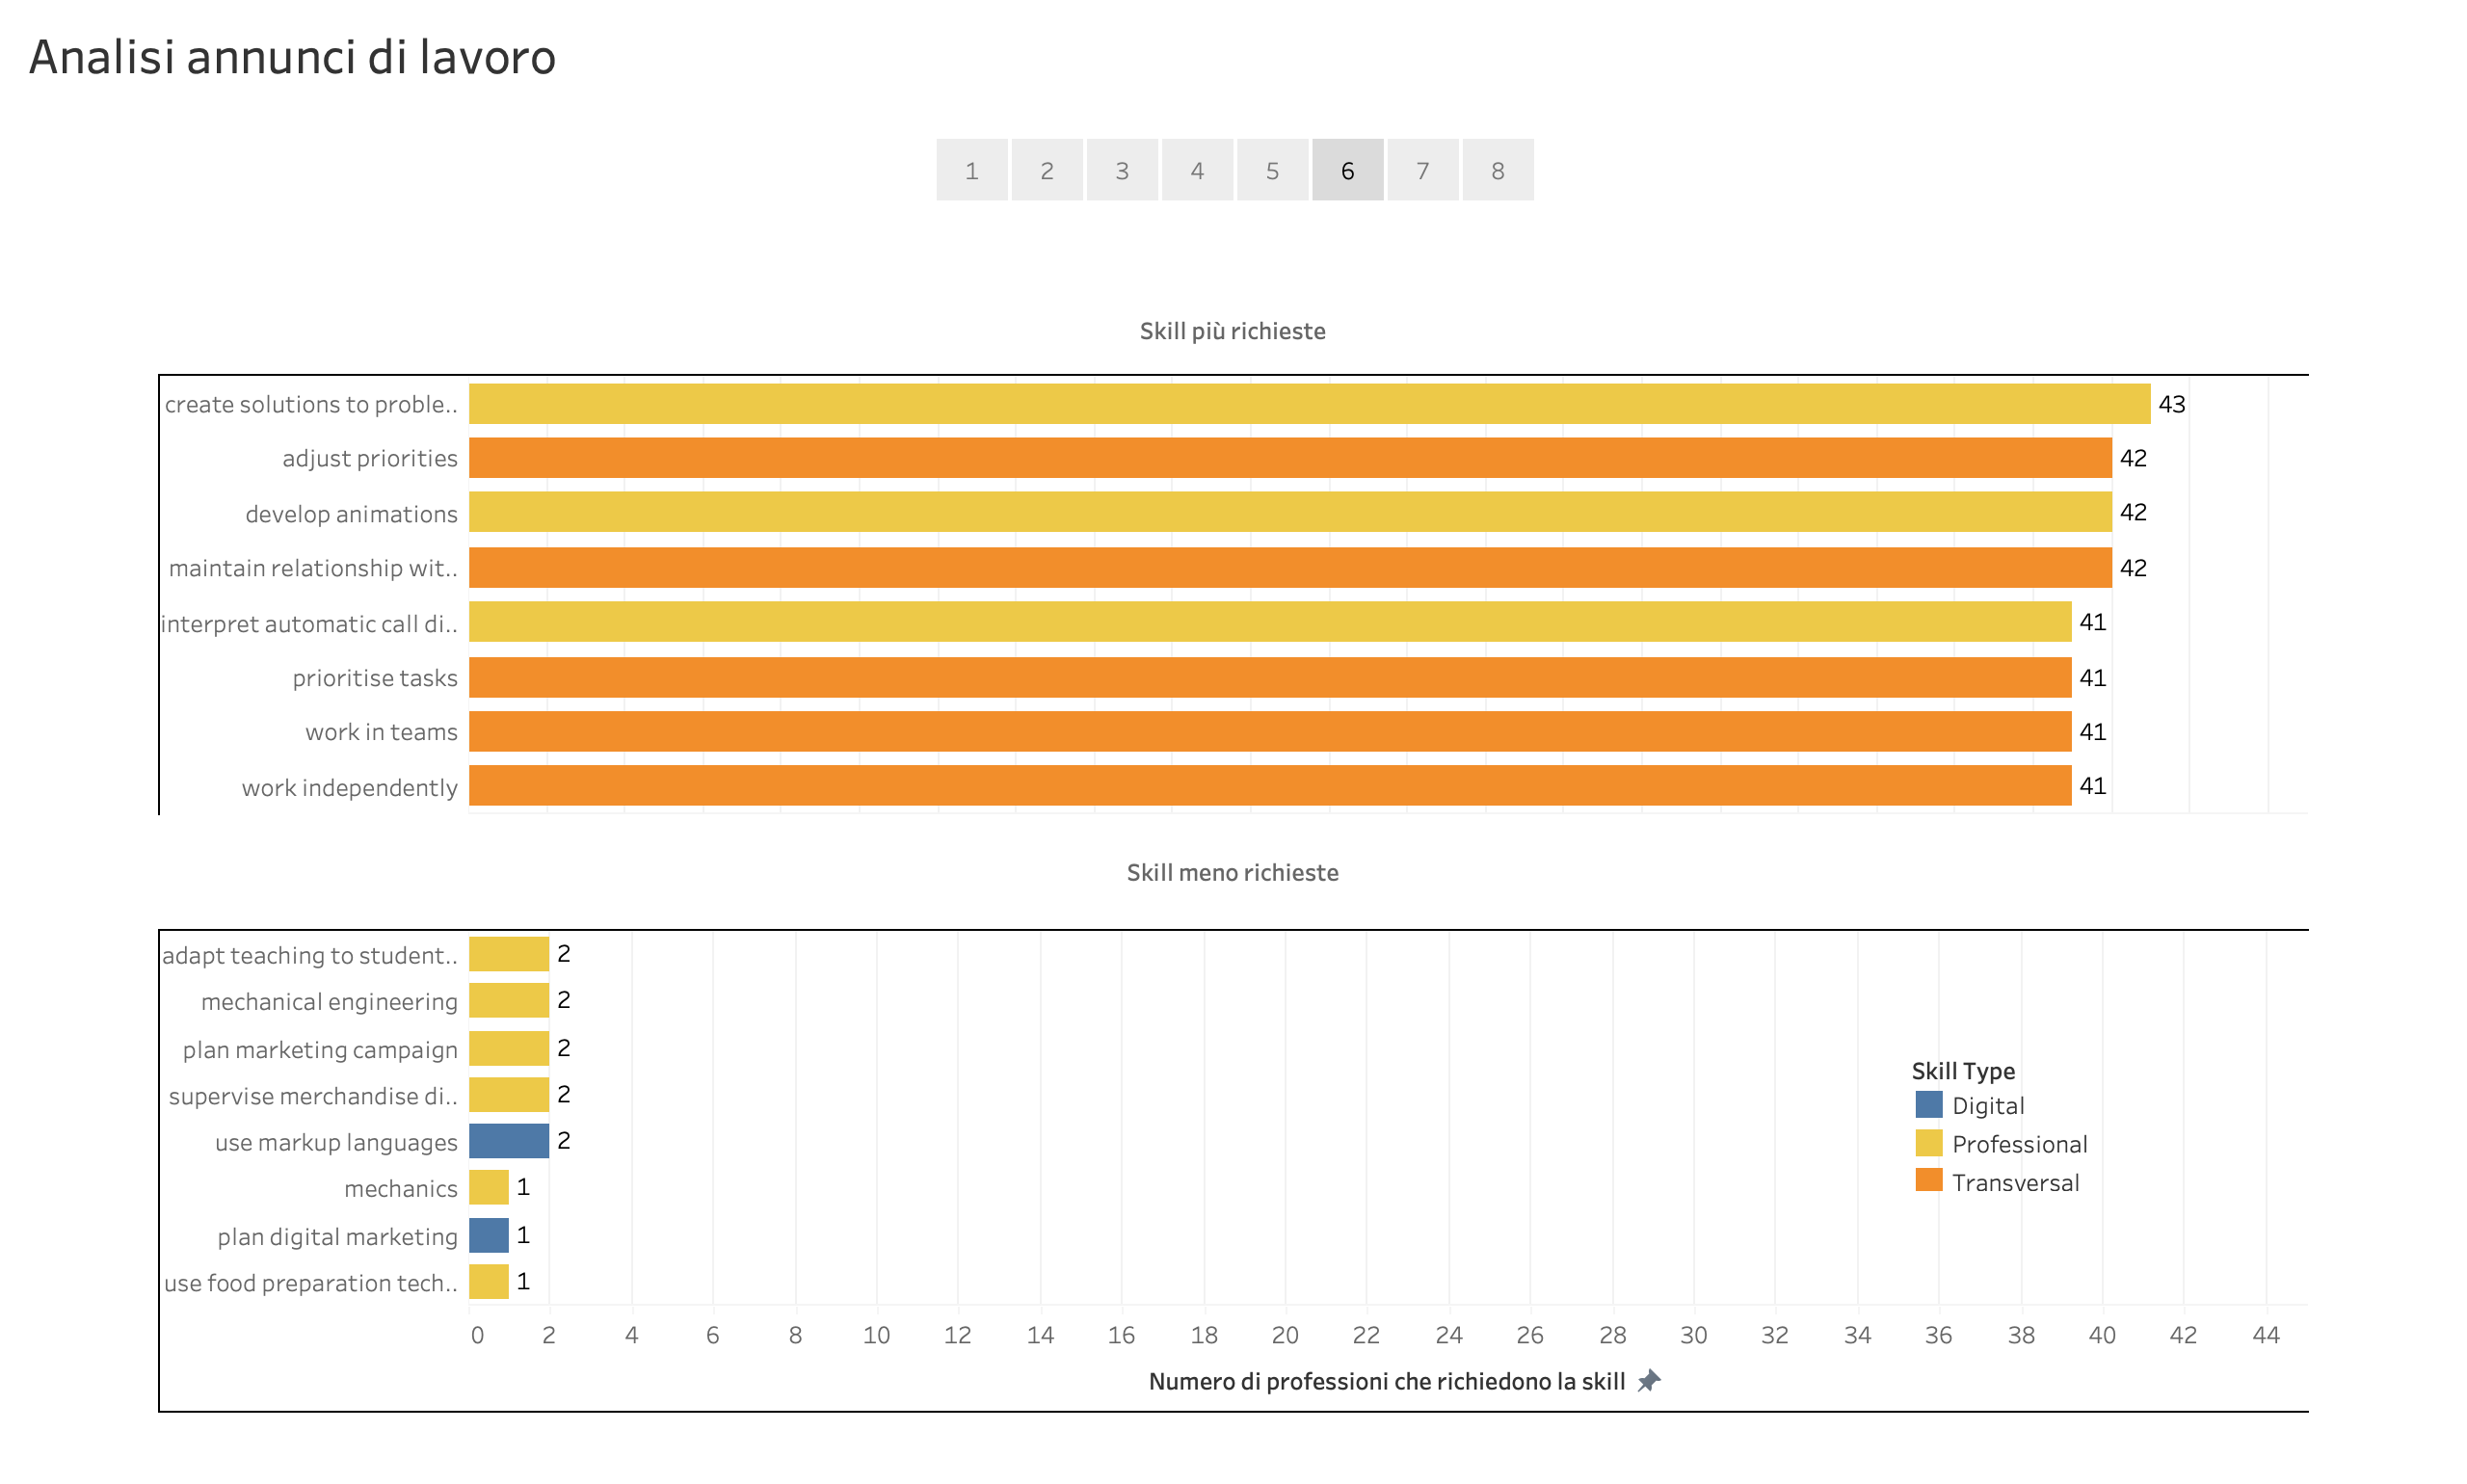 Analisi annunci di lavoro
1 2 3 4 5 6 7 8
Skill più richieste
create solutions to proble.. 43
adjust priorities 42
develop animations 42
maintain relationship wit.. 42
interpret automatic call di.. 41
prioritise tasks 41
work in teams 41
work independently 41
Skill meno richieste
adapt teaching to student.. 2
mechanical engineering 2
plan marketing campaign 2
supervise merchandise di.. 2
use markup languages 2
mechanics 1
plan digital marketing 1
use food preparation tech.. 1
Skill Type
Digital
Professional
Transversal
0 2 4 6 8 10 12 14 16 18 20 22 24 26 28 30 32 34 36 38 40 42 44
Numero di professioni che richiedono la skill